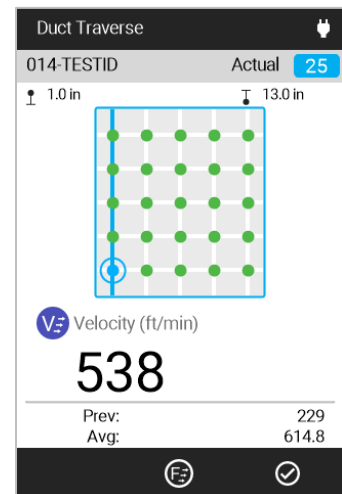 Duct Traverse
014-TESTID Actual 25
1.0 in 13.0 in
V Velocity (ft/min)
538
Prev: 229
Avg: 614.8
F